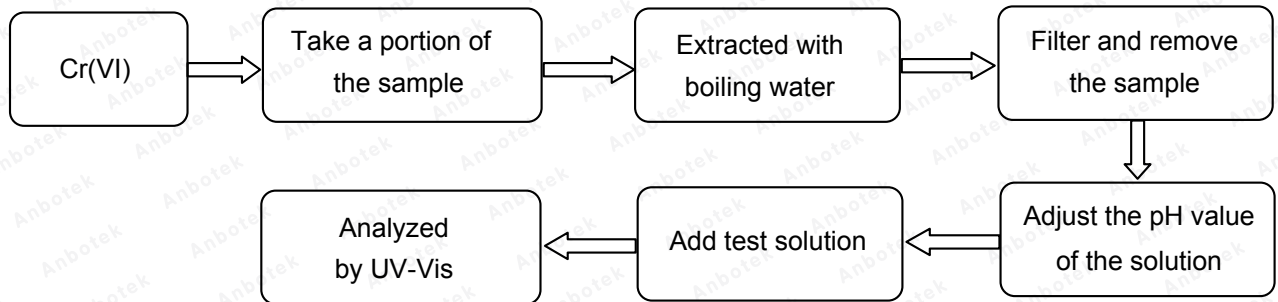 Cr(VI)
Take a portion of
the sample
Extracted with
boiling water
Filter and remove
the sample
Adjust the pH value
of the solution
Add test solution
Analyzed
by UV-Vis
Anbotek